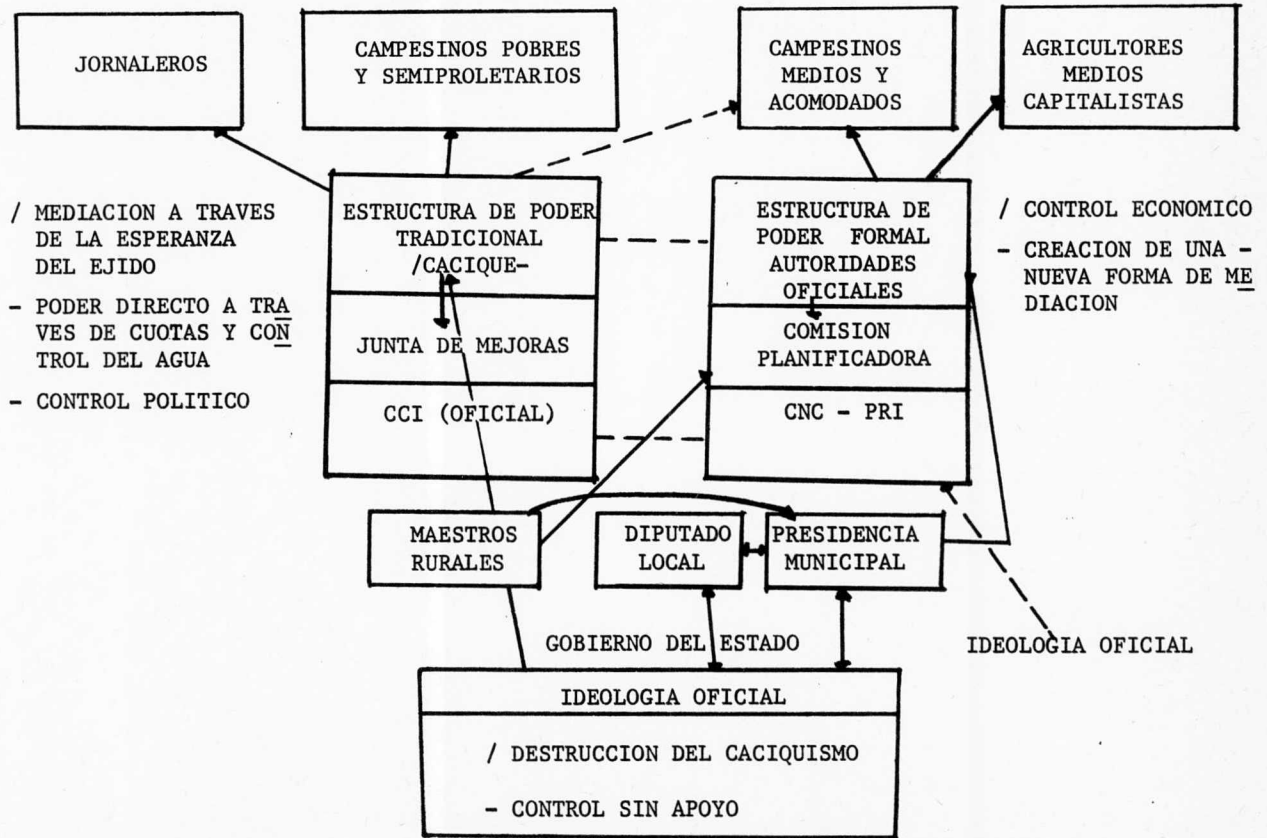 JORNALEROS
CAMPESINOS POBRES
Y SEMIPROLETARIOS
CAMPESINOS
MEDIOS Y
ACOMODADOS
AGRICULTORES
MEDIOS
CAPITALISTAS
/ MEDIACION A TRAVES
DE LA ESPERANZA
DEL EJIDO
- PODER DIRECTO A TRA
VES DE CUOTAS Y CON
TROL DEL AGUA
- CONTROL POLITICO
ESTRUCTURA DE PODER
TRADICIONAL
/CACIQUE-
JUNTA DE MEJORAS
CCI (OFICIAL)
ESTRUCTURA DE
PODER FORMAL
AUTORIDADES
OFICIALES
COMISION
PLANIFICADORA
CNC - PRI
/ CONTROL ECONOMICO
- CREACION DE UNA -
NUEVA FORMA DE ME
DIACION
MAESTROS
RURALES
DIPUTADO
LOCAL
PRESIDENCIA
MUNICIPAL
GOBIERNO DEL ESTADO
IDEOLOGIA OFICIAL
IDEOLOGIA OFICIAL
/ DESTRUCCION DEL CACIQUISMO
- CONTROL SIN APOYO